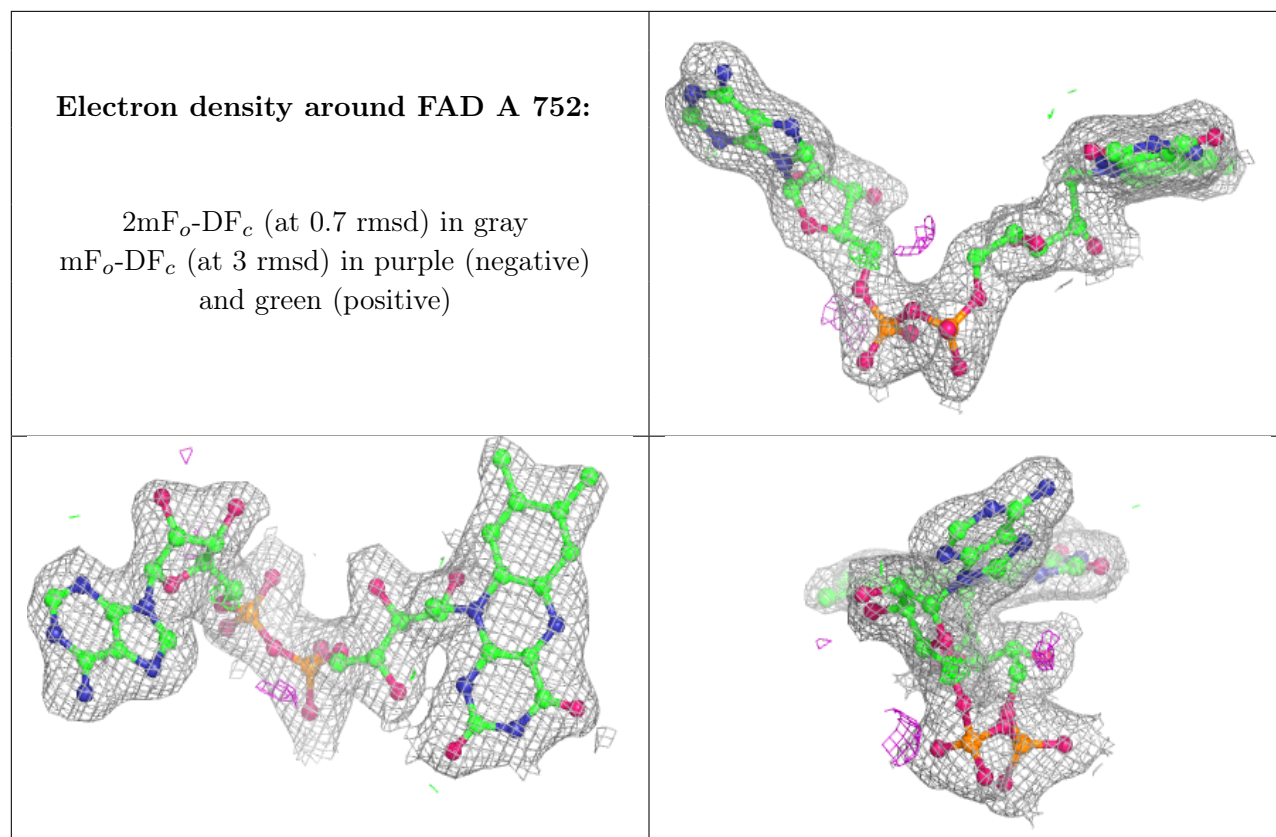 Electron density around FAD A 752:
2mFo-DFc (at 0.7 rmsd) in gray
mFo-DFc (at 3 rmsd) in purple (negative)
and green (positive)